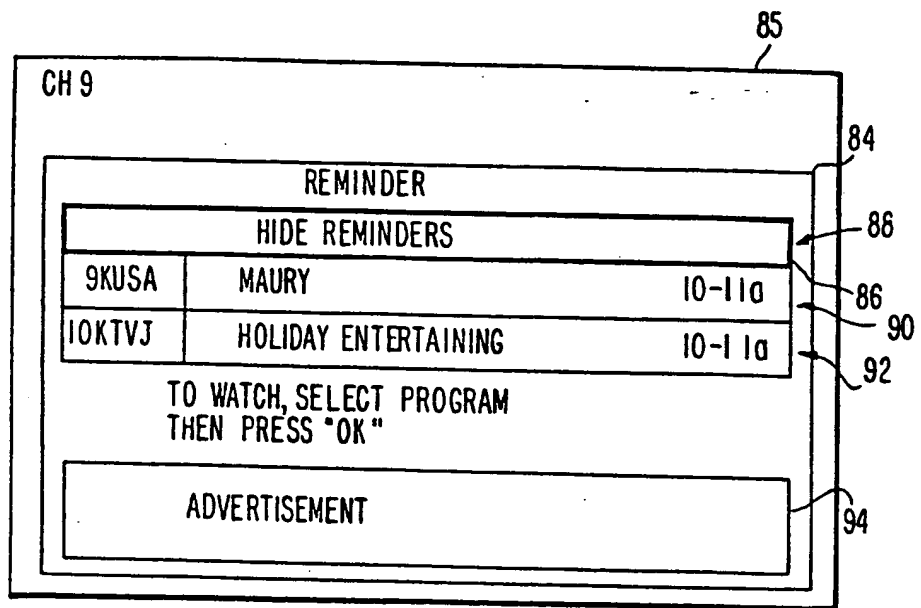 85
CH 9
84
REMINDER
HIDE REMINDERS
88
86
9KUSA MAURY 10-11a
90
10KTVJ HOLIDAY ENTERTAINING 10-11a
92
TO WATCH, SELECT PROGRAM
THEN PRESS "OK"
ADVERTISEMENT
94